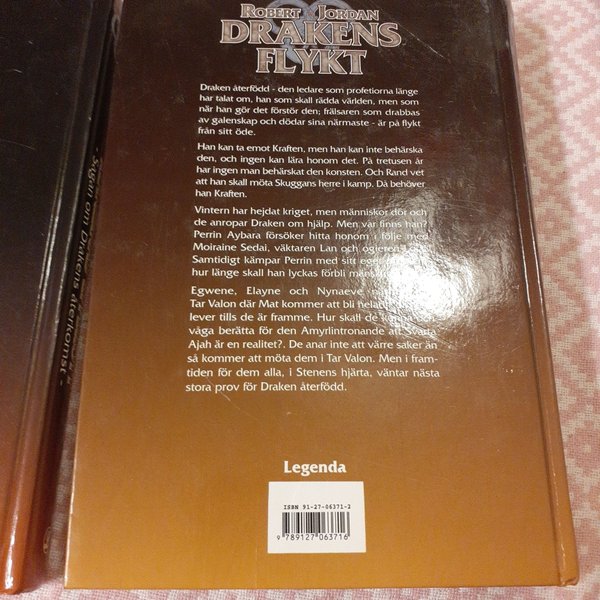 ROBERT JORDAN
DRAKENS
FLYKT
Draken återfödd - den ledare som profetiorna länge
har talat om, han som skall rädda världen, men som
när han gör det förstör den; frälsaren som drabbas
av galenskap och dödar sina närmaste - är på flykt
från sitt öde.
Han kan ta emot Kraften, men han kan inte behärska
den, och ingen kan lära honom det. På tretusen år
har ingen man behärskat den konsten. Och Rand vet
att han skall möta Skuggans herre i kamp. Då behöver
han Kraften.
Vintern har hejdat kriget, men människor dör och
de anropar Draken om hjälp. Men var finns han?
Perrin Aybara försöker hitta honom i följe med
Moiraine Sedai, väktaren Lan och ogieren
Samtidigt kämpar Perrin med sitt eget
hur länge skall han lyckas förbli
Egwene, Elayne och Nynaeve
Tar Valon där Mat kommer att bli
lever tills de är framme. Hur skall de
våga berätta för den Amyrlintronande att Svarta
Ajah är en realitet?. De anar inte att värre saker än
så kommer att möta dem i Tar Valon. Men i fram-
tiden för dem alla, i Stenens hjärta, väntar nästa
stora prov för Draken återfödd.
Legenda
ISBN 91-27-06371-2
9 789127 063716
- Sagan om Drakens återkomst -